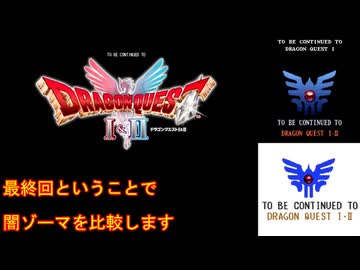 TO BE CONTINUED TO
DRAGON QUEST
I&II
ドラゴンクエストI&II
TO BE CONTINUED TO
DRAGON QUEST I
TO BE CONTINUED TO
DRAGON QUEST I·II
TO BE CONTINUED TO
DRAGON QUEST I·II
最終回ということで
闇ゾーマを比較します